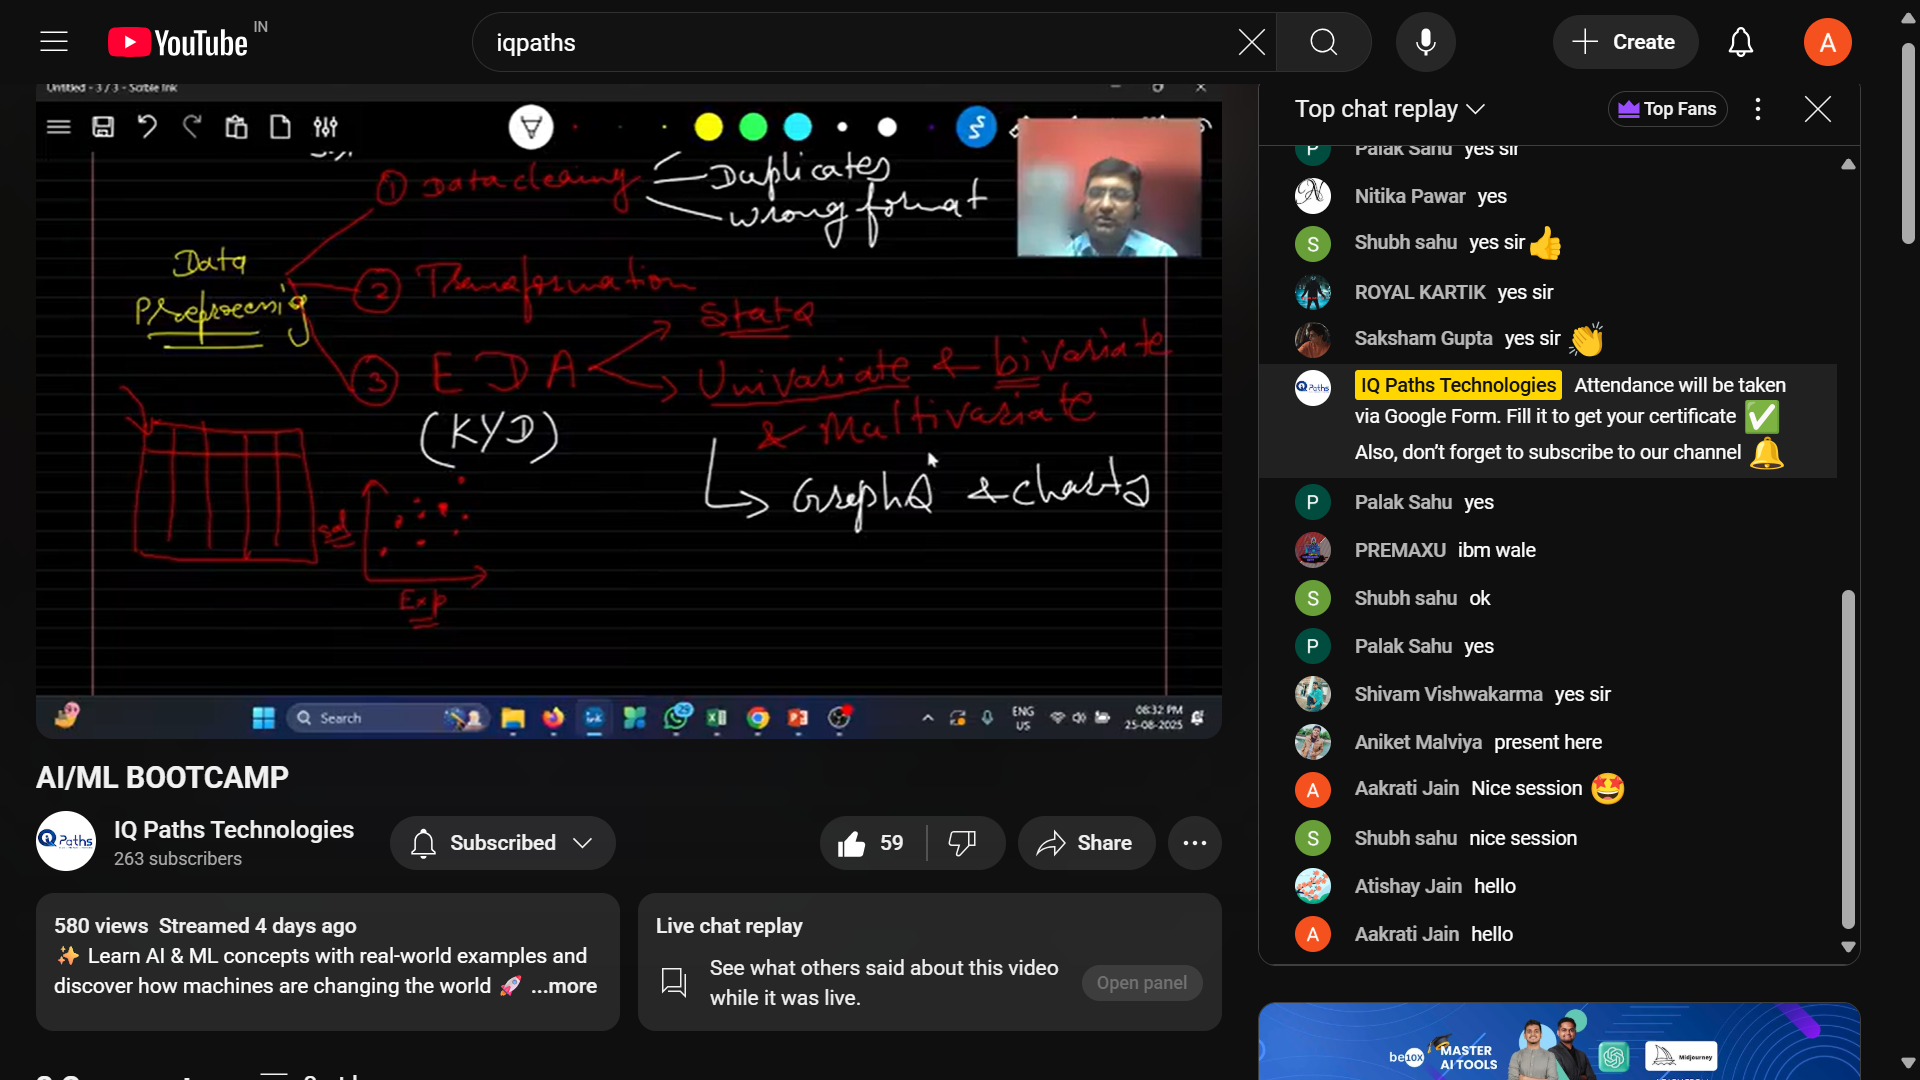 YouTube IN
iqpaths
Create
A
Untitled - 3 / 3 - Scrble Ink
① Data cleaning
Duplicates
wrong format
Data
② Transformation
Stats
③ EDA
Univariate & bivariate
& Multivariate
(KYD)
Graphs & charts
sal
Exp
Search
ENG
US
08:32 PM
25-08-2025
AI/ML BOOTCAMP
IQ Paths
IQ Paths Technologies
263 subscribers
Subscribed
59
Share
580 views Streamed 4 days ago
✨ Learn AI & ML concepts with real-world examples and
discover how machines are changing the world 🚀 ...more
Live chat replay
See what others said about this video
while it was live.
Open panel
Top chat replay
Top Fans
P Palak Sahu yes sir
Nitika Pawar yes
S Shubh sahu yes sir👍
ROYAL KARTIK yes sir
Saksham Gupta yes sir 👏
IQ Paths IQ Paths Technologies Attendance will be taken
via Google Form. Fill it to get your certificate ✅
Also, don’t forget to subscribe to our channel 🔔
P Palak Sahu yes
PREMAXU ibm wale
S Shubh sahu ok
P Palak Sahu yes
Shivam Vishwakarma yes sir
Aniket Malviya present here
A Aakrati Jain Nice session 🤩
S Shubh sahu nice session
Atishay Jain hello
A Aakrati Jain hello
be10X
MASTER
AI TOOLS
Midjourney